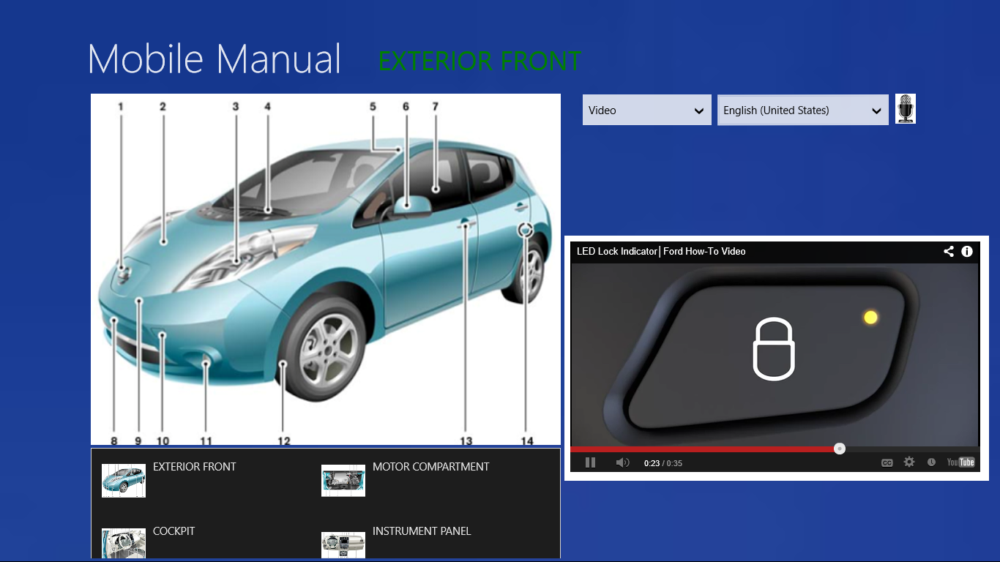 Mobile Manual EXTERIOR FRONT
1 2 3 4 5 6 7
Video English (United States)
LED Lock Indicator | Ford How-To Video
8 9 10 11 12 13 14
0:23 / 0:35 CC YouTube
EXTERIOR FRONT MOTOR COMPARTMENT
COCKPIT INSTRUMENT PANEL